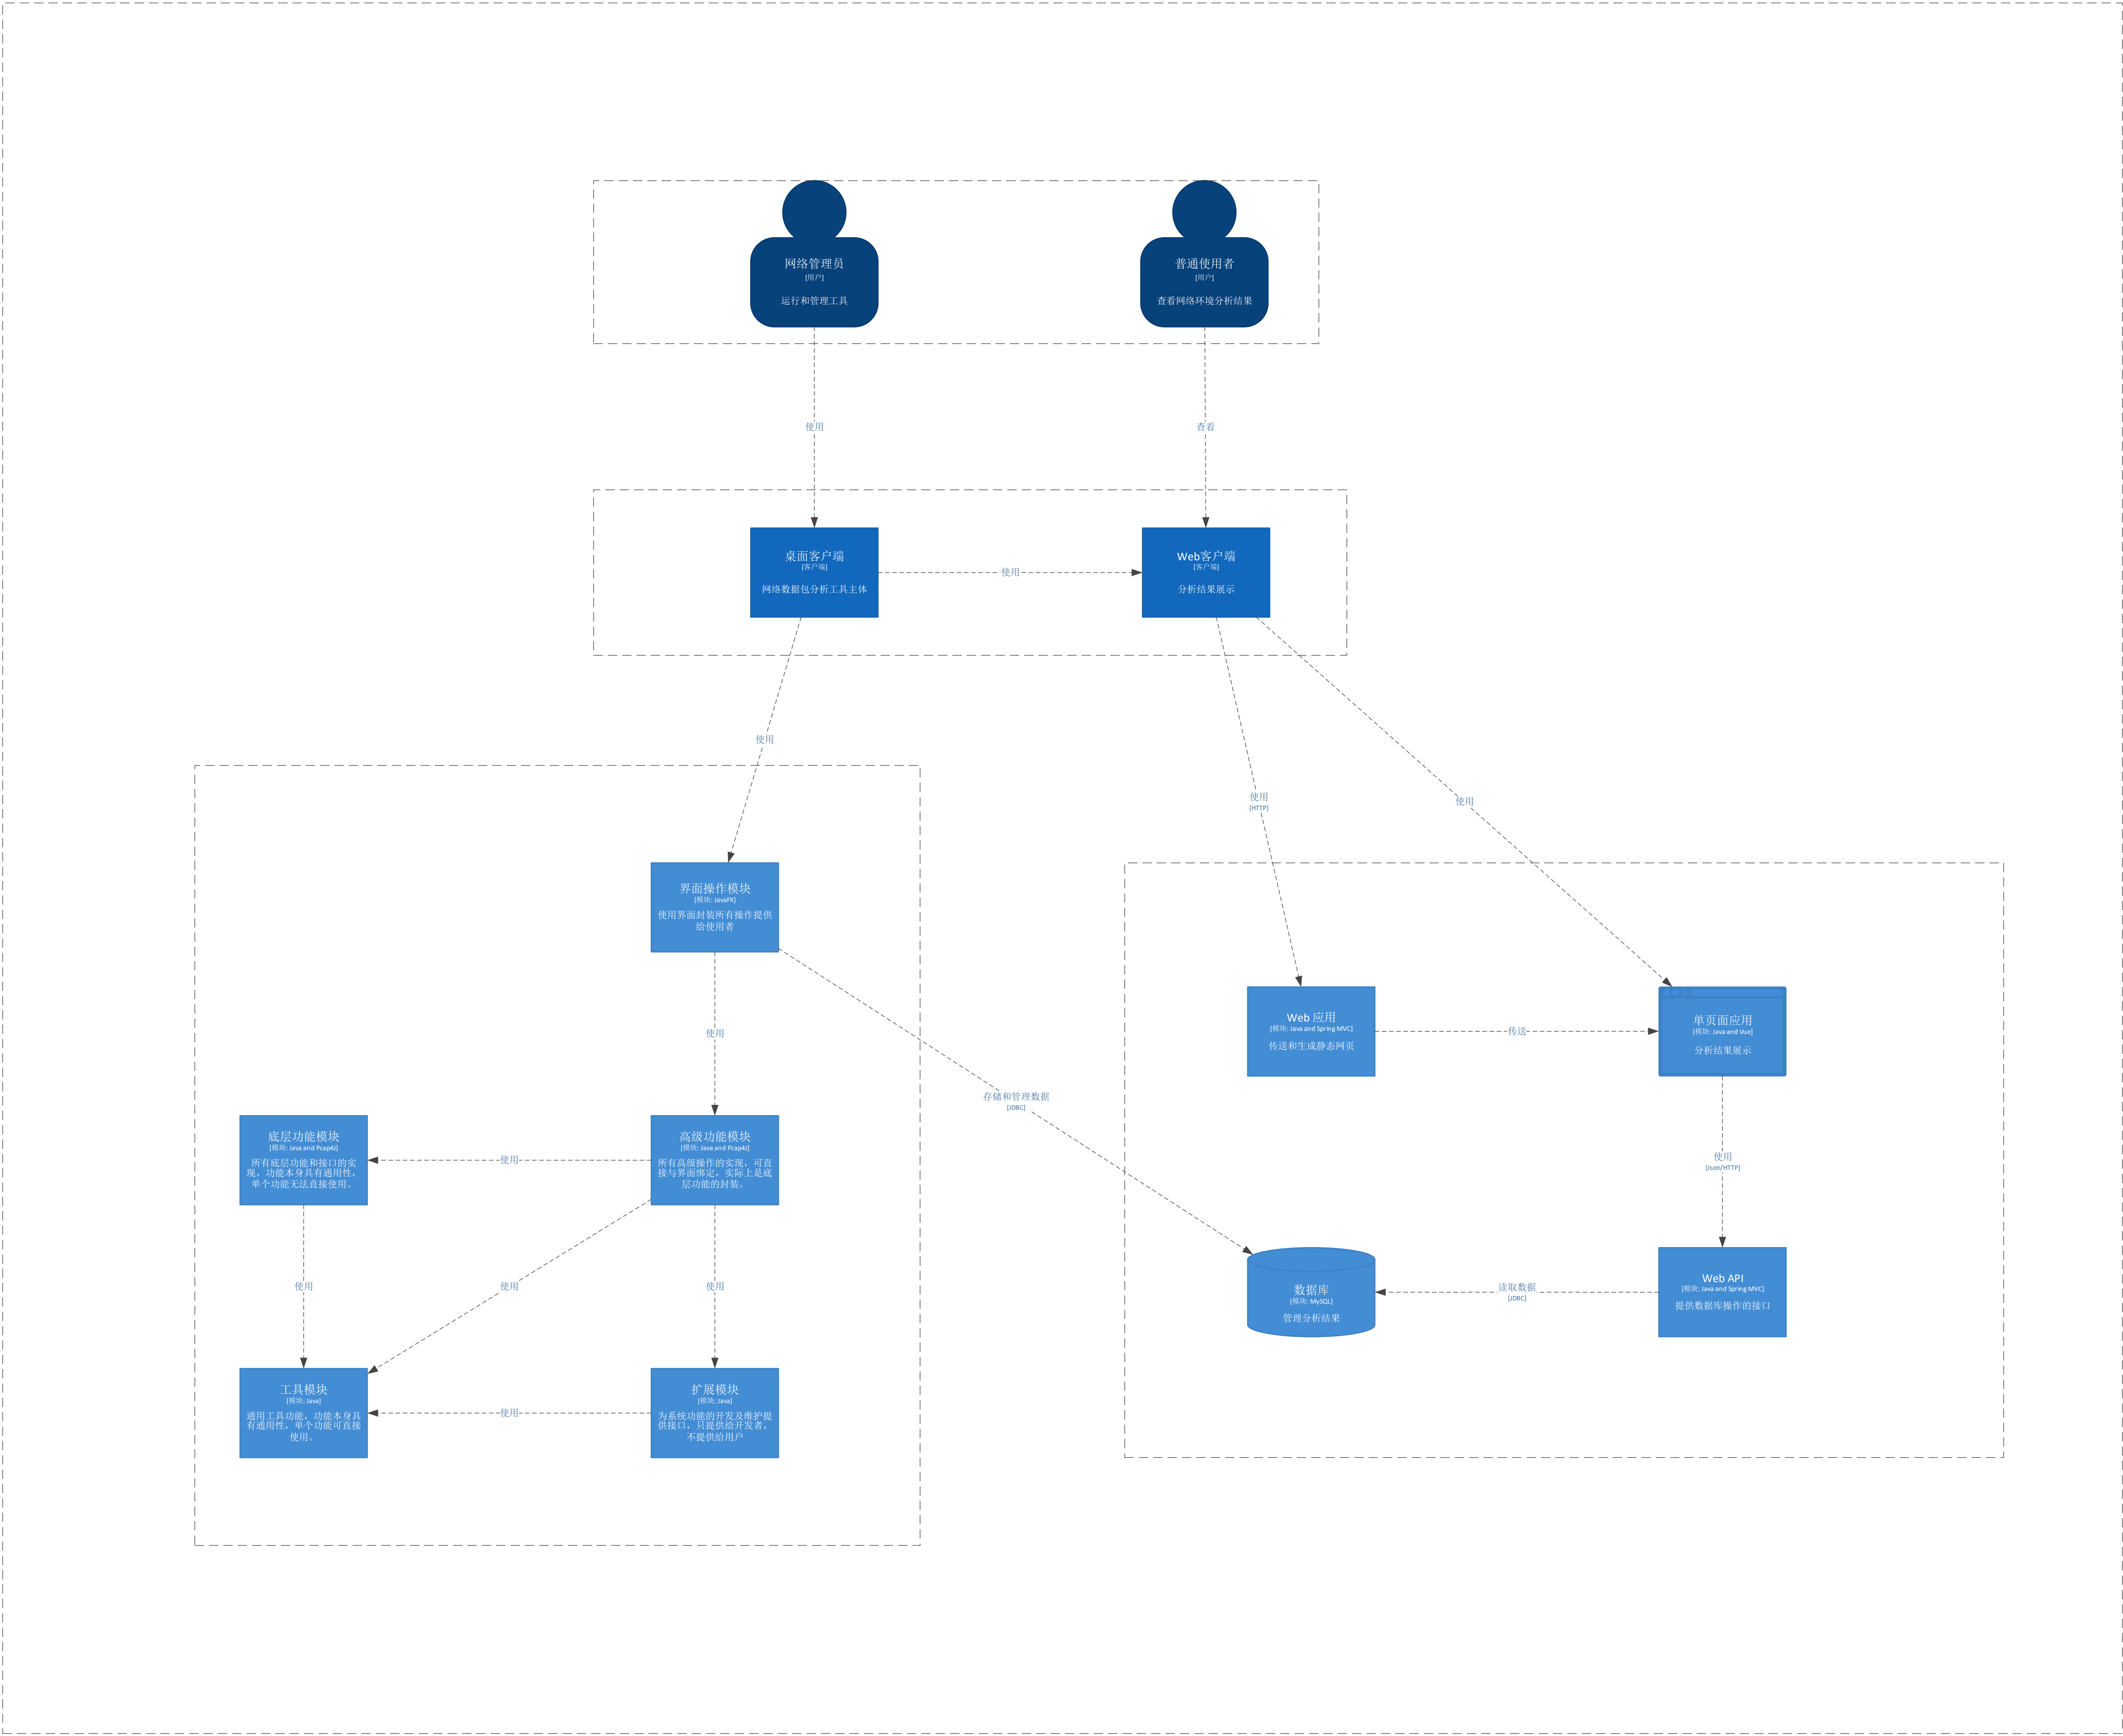 网络管理员
[用户]
运行和管理工具
普通使用者
[用户]
查看网络环境分析结果
使用
查看
桌面客户端
[客户端]
网络数据包分析工具主体
使用
Web客户端
[客户端]
分析结果展示
使用
使用
[HTTP]
使用
界面操作模块
[模块: JavaFX]
使用界面封装所有操作提供
给使用者
使用
存储和管理数据
[JDBC]
Web 应用
[模块: Java and Spring MVC]
传送和生成静态网页
传送
单页面应用
[模块: Java and Vue]
分析结果展示
底层功能模块
[模块: Java and Pcap4J]
所有底层功能和接口的实
现，功能本身具有通用性，
单个功能无法直接使用。
使用
高级功能模块
[模块: Java and Pcap4J]
所有高级操作的实现，可直
接与界面绑定，实际上是底
层功能的封装。
使用
[Json/HTTP]
使用
使用
使用
数据库
[模块: MySQL]
管理分析结果
读取数据
[JDBC]
Web API
[模块: Java and Spring MVC]
提供数据库操作的接口
工具模块
[模块: Java]
通用工具功能，功能本身具
有通用性，单个功能可直接
使用。
使用
扩展模块
[模块: Java]
为系统功能的开发及维护提
供接口，只提供给开发者，
不提供给用户